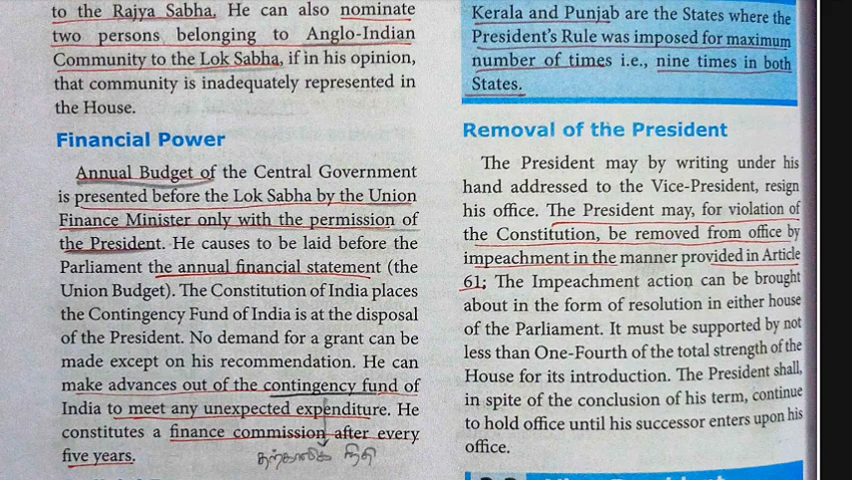 to the Rajya Sabha. He can also nominate
two persons belonging to Anglo-Indian
Community to the Lok Sabha, if in his opinion,
that community is inadequately represented in
the House.
Financial Power
Annual Budget of the Central Government
is presented before the Lok Sabha by the Union
Finance Minister only with the permission of
the President. He causes to be laid before the
Parliament the annual financial statement (the
Union Budget). The Constitution of India places
the Contingency Fund of India is at the disposal
of the President. No demand for a grant can be
made except on his recommendation. He can
make advances out of the contingency fund of
India to meet any unexpected expenditure. He
constitutes a finance commission after every
five years.
தற்காலிக நிதி
Kerala and Punjab are the States where the
President's Rule was imposed for maximum
number of times i.e., nine times in both
States.
Removal of the President
The President may by writing under his
hand addressed to the Vice-President, resign
his office. The President may, for violation of
the Constitution, be removed from office by
impeachment in the manner provided in Article
61; The Impeachment action can be brought
about in the form of resolution in either house
of the Parliament. It must be supported by not
less than One-Fourth of the total strength of the
House for its introduction. The President shall,
in spite of the conclusion of his term, continue
to hold office until his successor enters upon his
office.